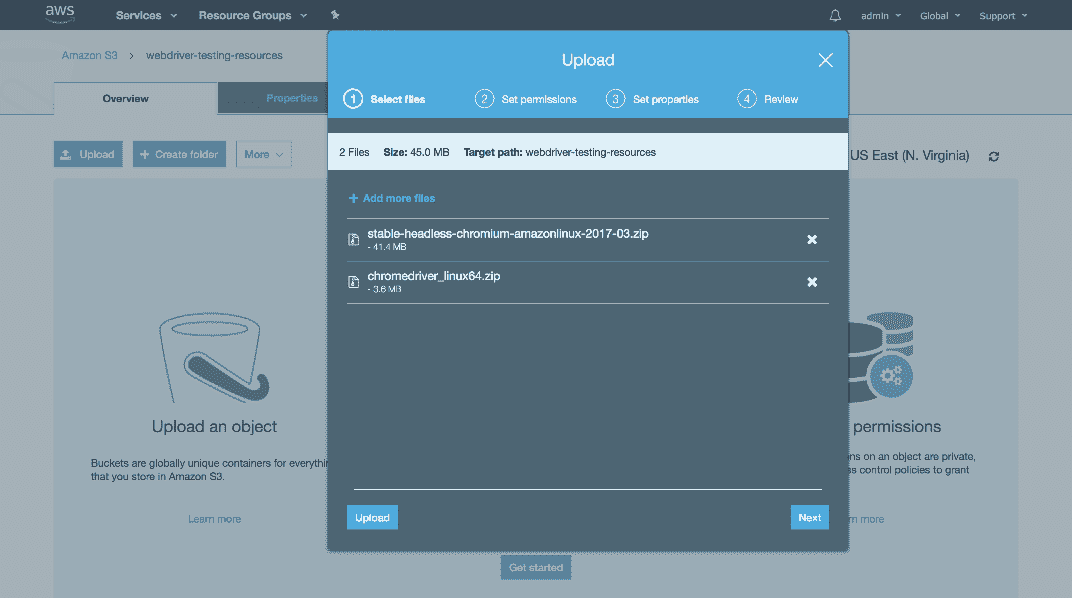 aws Services Resource Groups admin Global Support
Amazon S3 > webdriver-testing-resources
Overview Properties
Upload + Create folder More
US East (N. Virginia)
Upload
1 Select files 2 Set permissions 3 Set properties 4 Review
2 Files Size: 45.0 MB Target path: webdriver-testing-resources
+ Add more files
stable-headless-chromium-amazonlinux-2017-03.zip
- 41.4 MB
chromedriver_linux64.zip
- 3.6 MB
Upload Next
Upload an object
Buckets are globally unique containers for everythin
that you store in Amazon S3.
Learn more
permissions
ons on an object are private,
ss control policies to grant
more
Get started